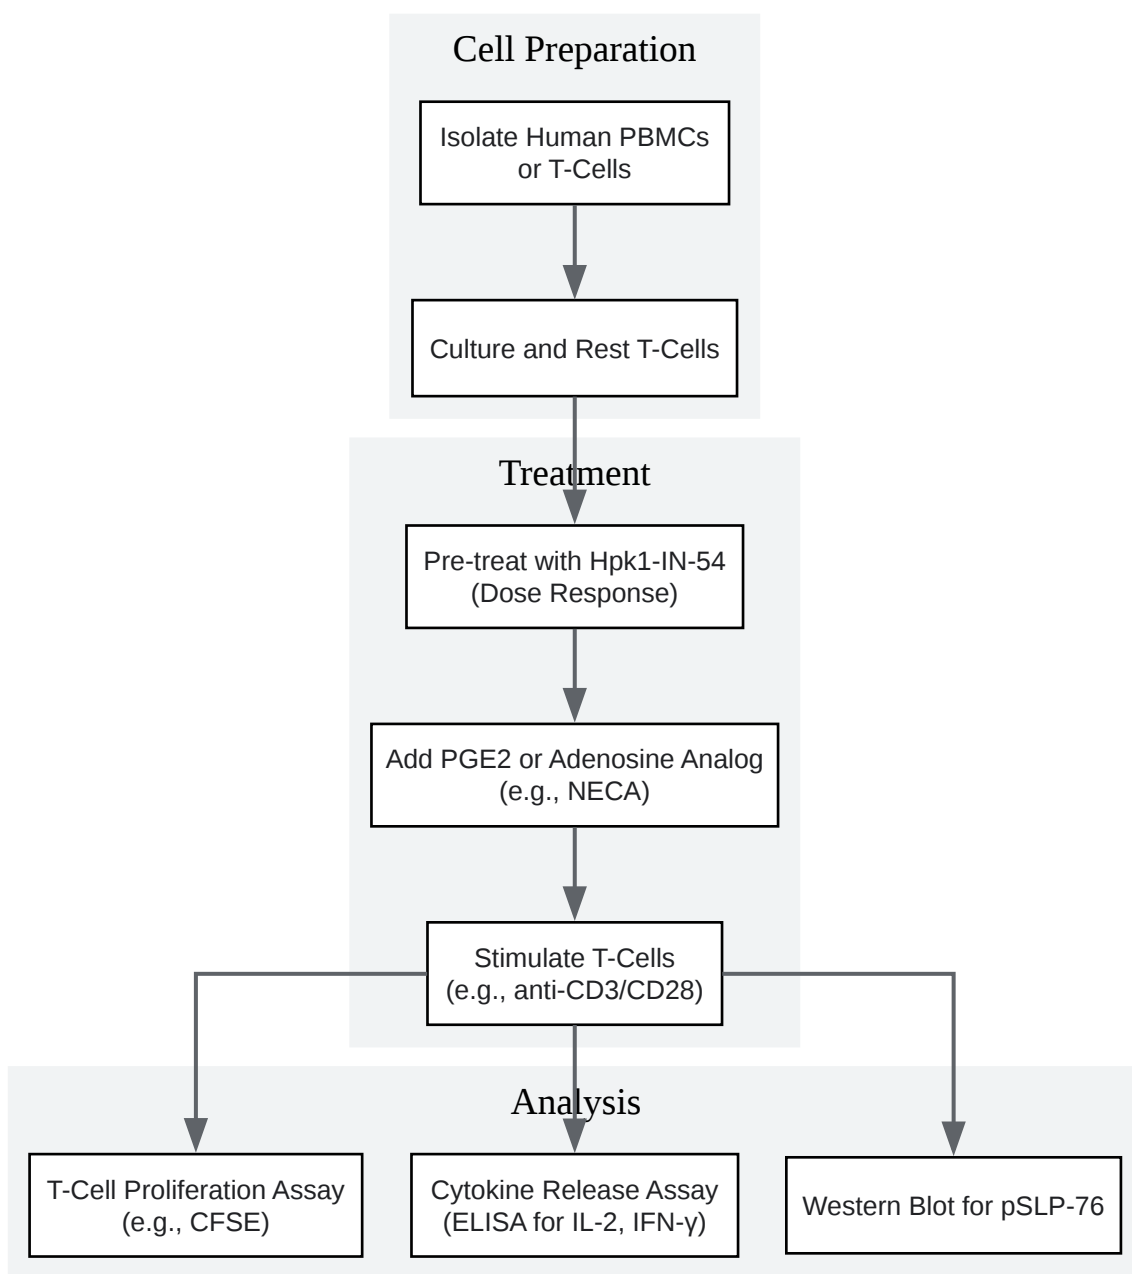 Cell Preparation
Isolate Human PBMCs
or T-Cells
Culture and Rest T-Cells
Treatment
Pre-treat with Hpk1-IN-54
(Dose Response)
Add PGE2 or Adenosine Analog
(e.g., NECA)
Stimulate T-Cells
(e.g., anti-CD3/CD28)
Analysis
T-Cell Proliferation Assay
(e.g., CFSE)
Cytokine Release Assay
(ELISA for IL-2, IFN-γ)
Western Blot for pSLP-76